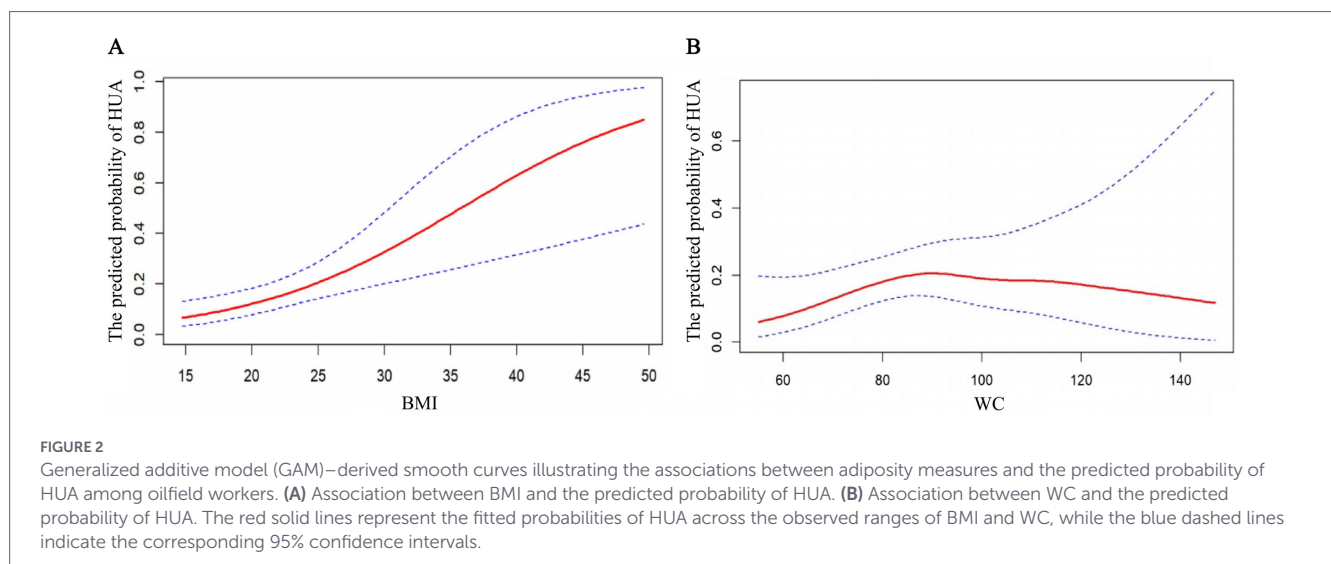 A
The predicted probability of HUA
1.0
0.8
0.6
0.4
0.2
0.0
15 20 25 30 35 40 45 50
BMI
B
The predicted probability of HUA
0.6
0.4
0.2
0.0
60 80 100 120 140
WC
FIGURE 2
Generalized additive model (GAM)–derived smooth curves illustrating the associations between adiposity measures and the predicted probability of
HUA among oilfield workers. (A) Association between BMI and the predicted probability of HUA. (B) Association between WC and the predicted
probability of HUA. The red solid lines represent the fitted probabilities of HUA across the observed ranges of BMI and WC, while the blue dashed lines
indicate the corresponding 95% confidence intervals.